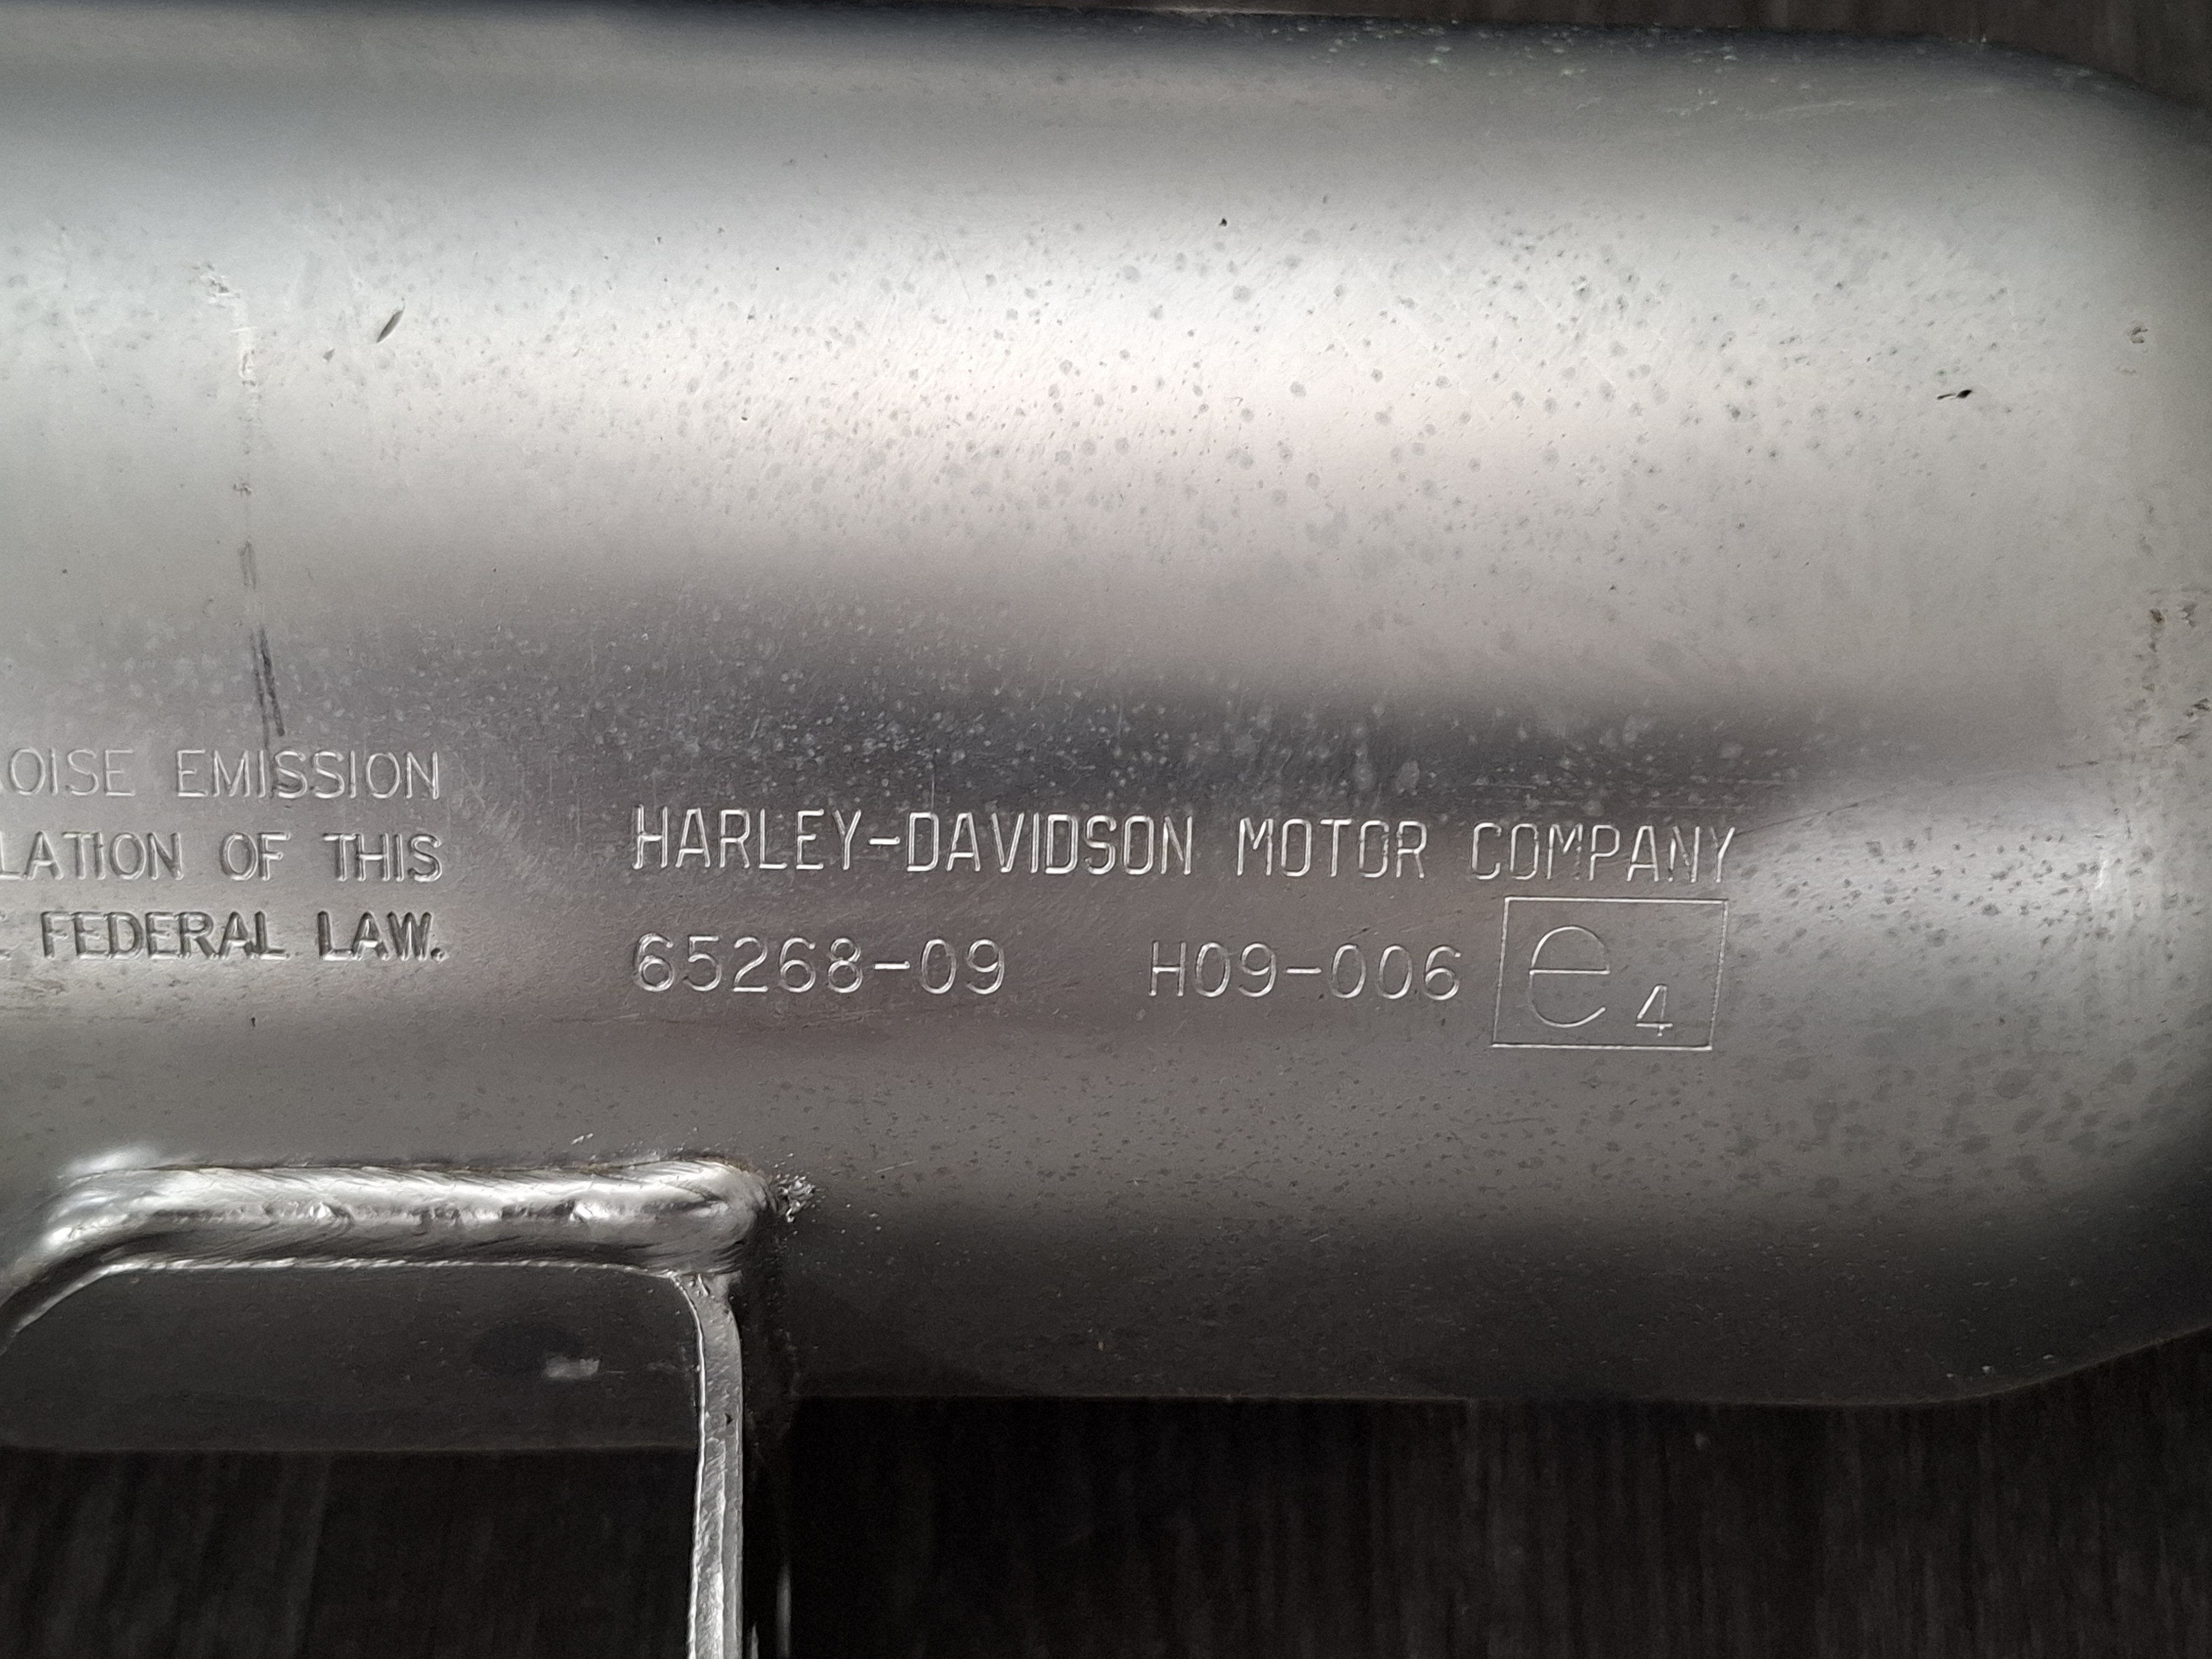 OISE EMISSION
LATION OF THIS
FEDERAL LAW.
HARLEY-DAVIDSON MOTOR COMPANY
65268-09 H09-006 e4